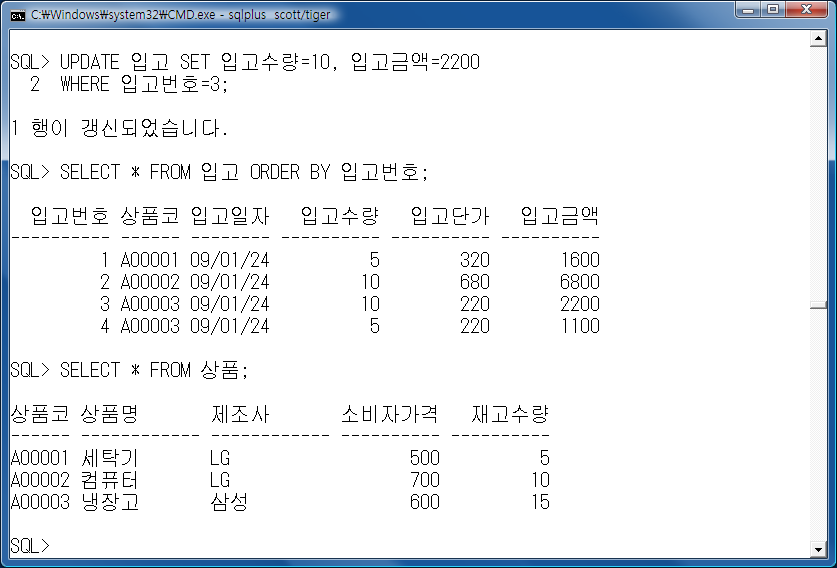 C:₩Windows₩system32₩CMD.exe - sqlplus  scott/tiger
SQL> UPDATE 입고 SET 입고수량=10, 입고금액=2200
  2  WHERE 입고번호=3;
1 행이 갱신되었습니다.
SQL> SELECT * FROM 입고 ORDER BY 입고번호;
  입고번호 상품코 입고일자   입고수량   입고단가   입고금액
---------- ------ -------- ---------- ---------- ----------
         1 A00001 09/01/24          5        320       1600
         2 A00002 09/01/24         10        680       6800
         3 A00003 09/01/24         10        220       2200
         4 A00003 09/01/24          5        220       1100
SQL> SELECT * FROM 상품;
상품코 상품명       제조사       소비자가격   재고수량
------ ------------ ------------ ---------- ----------
A00001 세탁기       LG                  500          5
A00002 컴퓨터       LG                  700         10
A00003 냉장고       삼성                600         15
SQL>